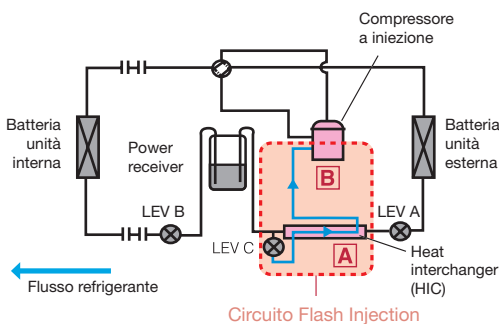 Compressore
a iniezione
Batteria
unità
interna
Power
receiver
Batteria
unità
esterna
B
LEV B
LEV A
LEV C
A
Heat
interchanger
(HIC)
Flusso refrigerante
Circuito Flash Injection